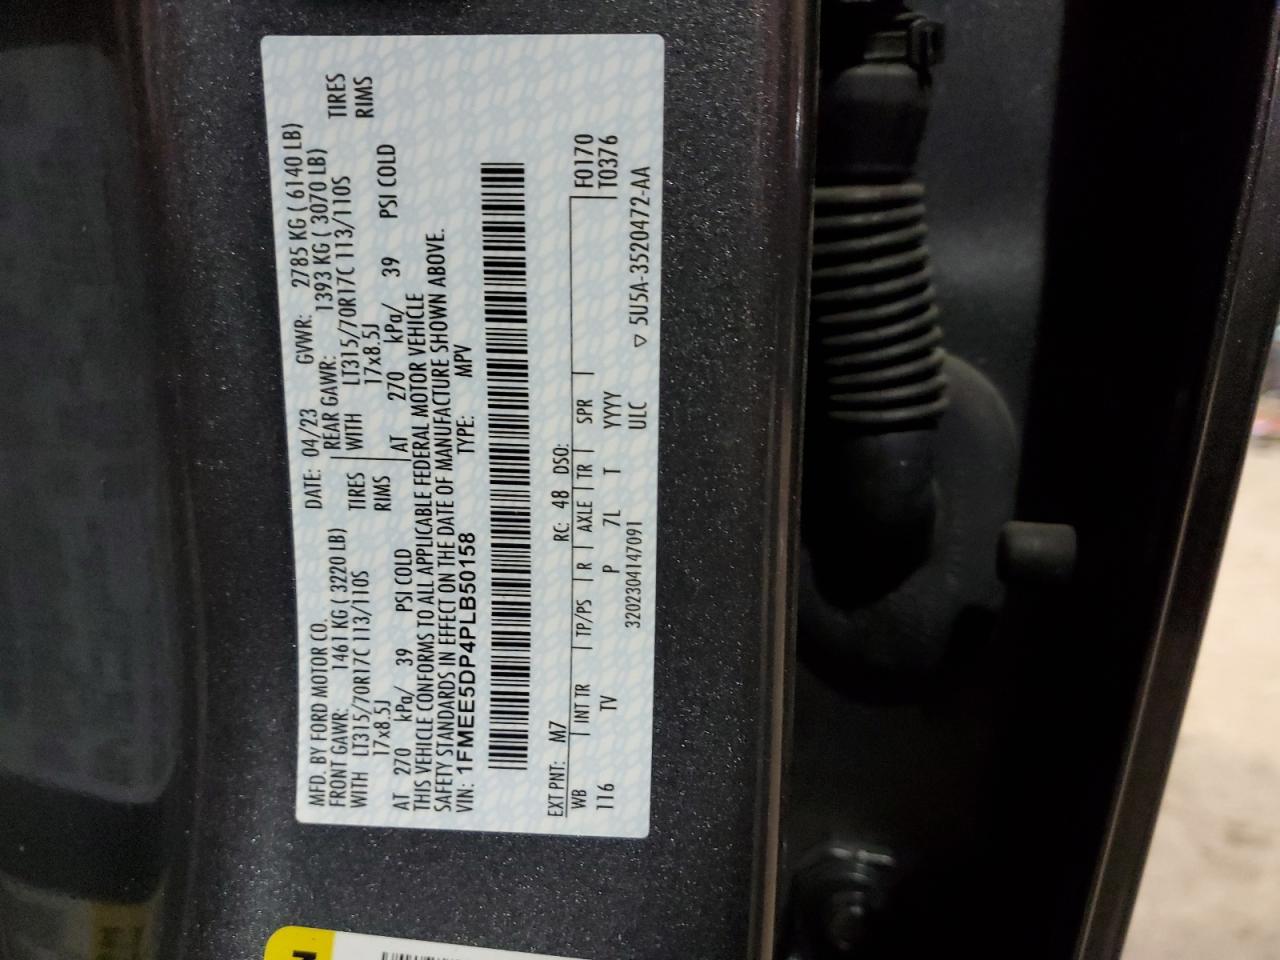 MFD. BY FORD MOTOR CO. DATE: 04/23 GVWR: 2785 KG ( 6140 LB)
FRONT GAWR: 1461 KG ( 3220 LB) REAR GAWR: 1393 KG ( 3070 LB)
WITH LT315/70R17C 113/110S TIRES WITH LT315/70R17C 113/110S TIRES
17x8.5J RIMS 17x8.5J RIMS
AT 270 kPa/ 39 PSI COLD AT 270 kPa/ 39 PSI COLD
THIS VEHICLE CONFORMS TO ALL APPLICABLE FEDERAL MOTOR VEHICLE
SAFETY STANDARDS IN EFFECT ON THE DATE OF MANUFACTURE SHOWN ABOVE.
VIN: 1FMEE5DP4PLB50158 TYPE: MPV
EXT PNT: M7 RC: 48 DSO: F0170
WB INT TR TP/PS R AXLE TR SPR T0376
116 TV P 7L T YYYY
3202304147091 ULC ▽ 5U5A-3520472-AA